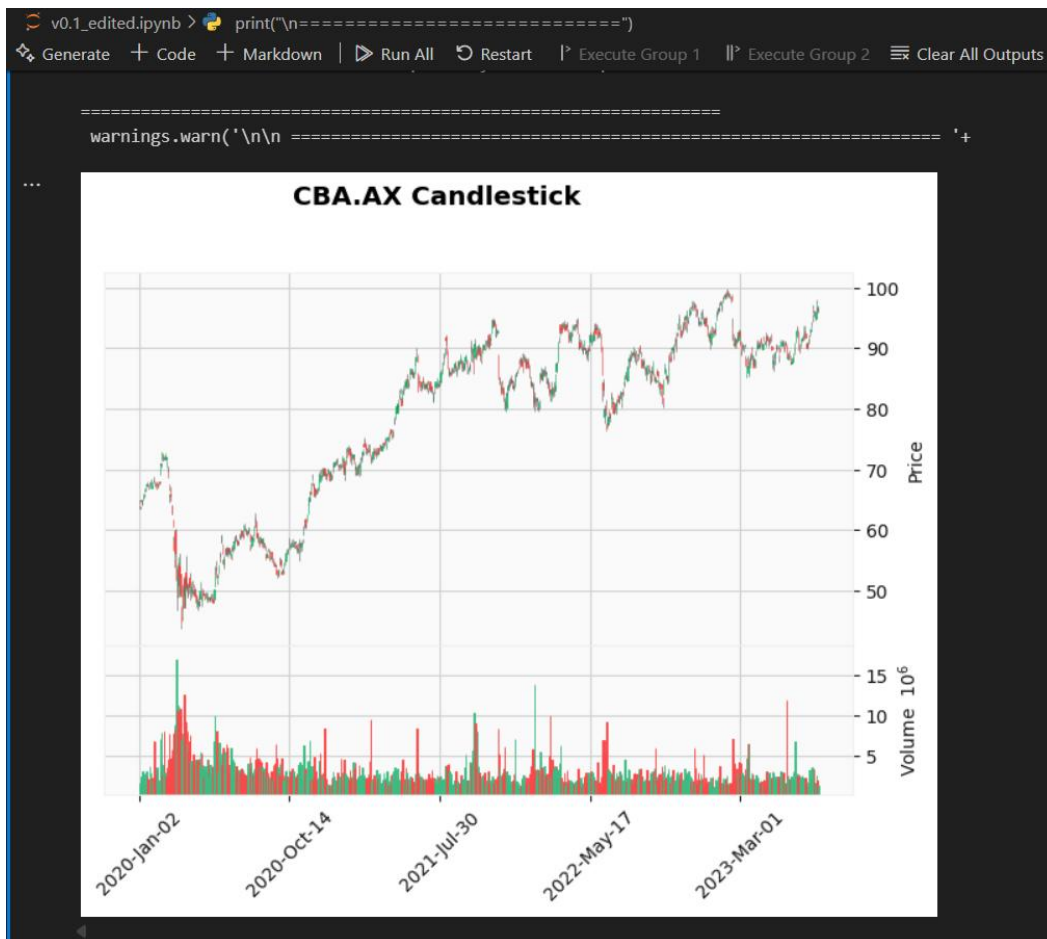 v0.1_edited.ipynb > print("\n=============================")
Generate + Code + Markdown | Run All Restart Execute Group 1 Execute Group 2 Clear All Outputs
================================================================
warnings.warn('\n\n ================================================================= '+
...
CBA.AX Candlestick
100
90
80
70
60
50
Price
15
10
5
Volume 10⁶
2020-Jan-02
2020-Oct-14
2021-Jul-30
2022-May-17
2023-Mar-01